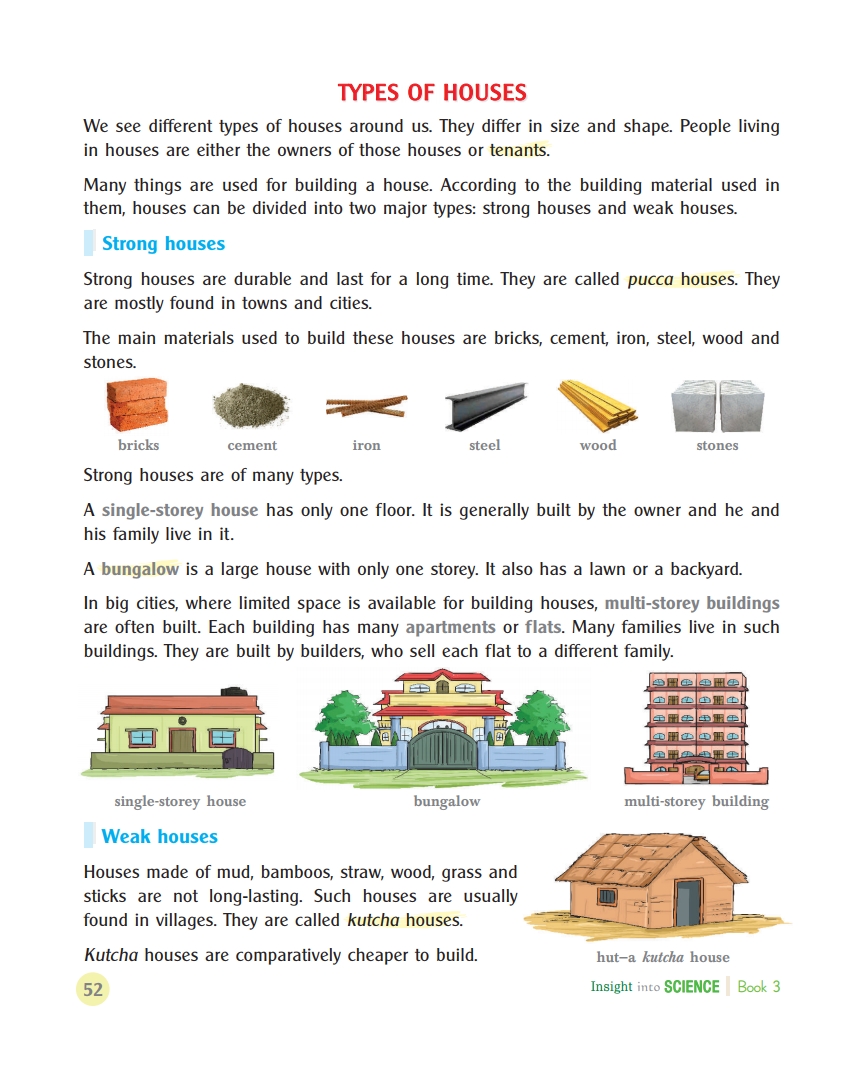 TYPES OF HOUSES
We see different types of houses around us. They differ in size and shape. People living
in houses are either the owners of those houses or tenants.
Many things are used for building a house. According to the building material used in
them, houses can be divided into two major types: strong houses and weak houses.
Strong houses
Strong houses are durable and last for a long time. They are called pucca houses. They
are mostly found in towns and cities.
The main materials used to build these houses are bricks, cement, iron, steel, wood and
stones.
bricks cement iron steel wood stones
Strong houses are of many types.
A single-storey house has only one floor. It is generally built by the owner and he and
his family live in it.
A bungalow is a large house with only one storey. It also has a lawn or a backyard.
In big cities, where limited space is available for building houses, multi-storey buildings
are often built. Each building has many apartments or flats. Many families live in such
buildings. They are built by builders, who sell each flat to a different family.
single-storey house bungalow multi-storey building
Weak houses
Houses made of mud, bamboos, straw, wood, grass and
sticks are not long-lasting. Such houses are usually
found in villages. They are called kutcha houses.
Kutcha houses are comparatively cheaper to build.
hut–a kutcha house
52
Insight into SCIENCE Book 3